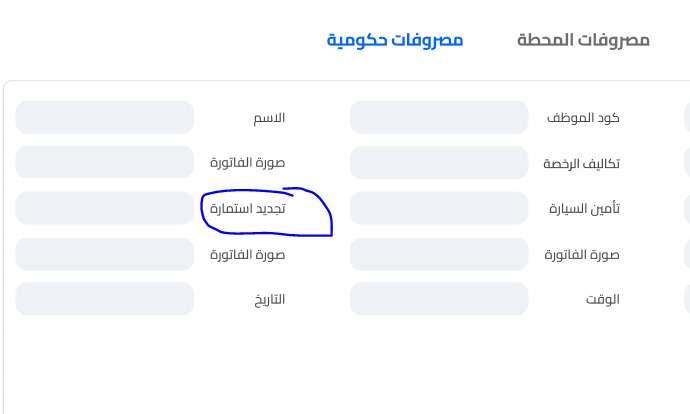 مصروفات المحطة مصروفات حكومية
كود الموظف الاسم
تكاليف الرخصة صورة الفاتورة
تأمين السيارة تجديد استمارة
صورة الفاتورة صورة الفاتورة
الوقت التاريخ